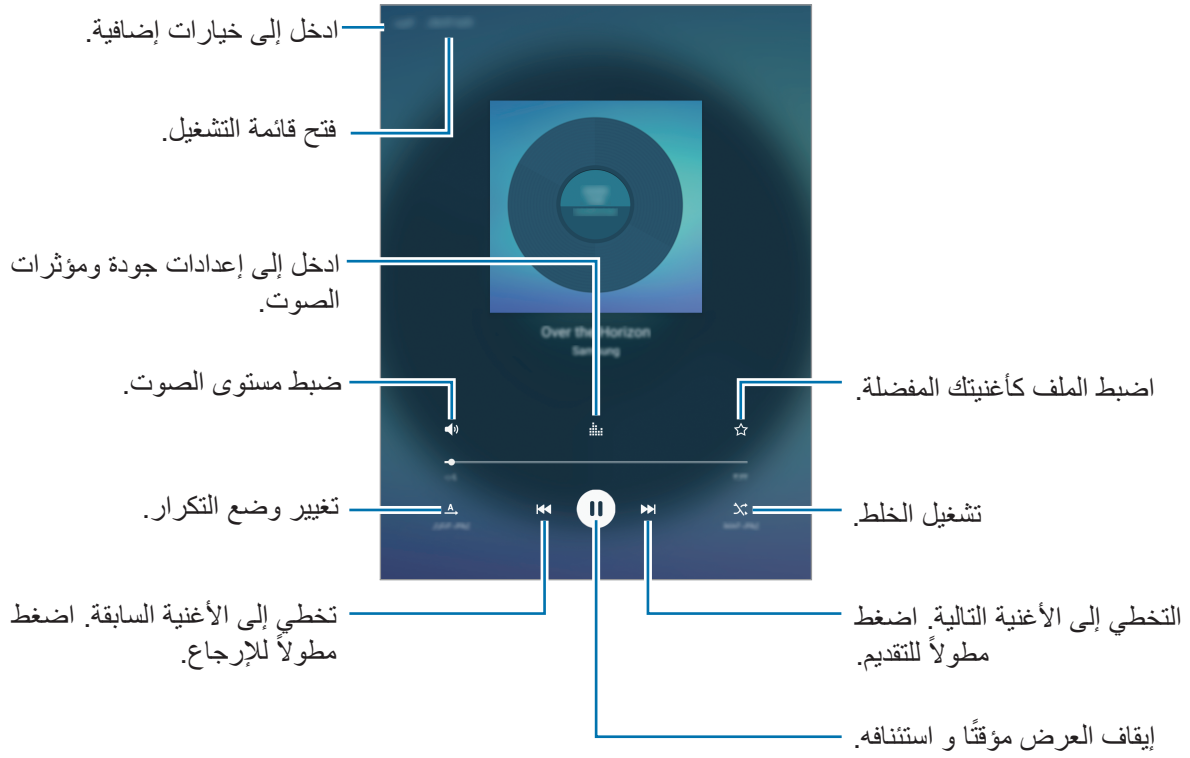 ادخل إلى خيارات إضافية.
فتح قائمة التشغيل.
ادخل إلى إعدادات جودة ومؤثرات
الصوت.
Over the Horizon
Samsung
ضبط مستوى الصوت.
اضبط الملف كأغنيتك المفضلة.
تغيير وضع التكرار.
تشغيل الخلط.
تخطي إلى الأغنية السابقة. اضغط
مطولاً للإرجاع.
التخطي إلى الأغنية التالية. اضغط
مطولاً للتقديم.
إيقاف العرض مؤقتًا و استئنافه.